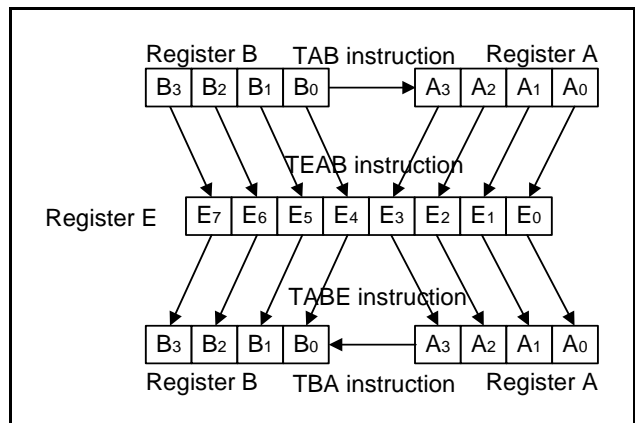 Register B TAB instruction Register A
B3 B2 B1 B0 A3 A2 A1 A0
TEAB instruction
Register E E7 E6 E5 E4 E3 E2 E1 E0
TABE instruction
B3 B2 B1 B0 A3 A2 A1 A0
Register B TBA instruction Register A